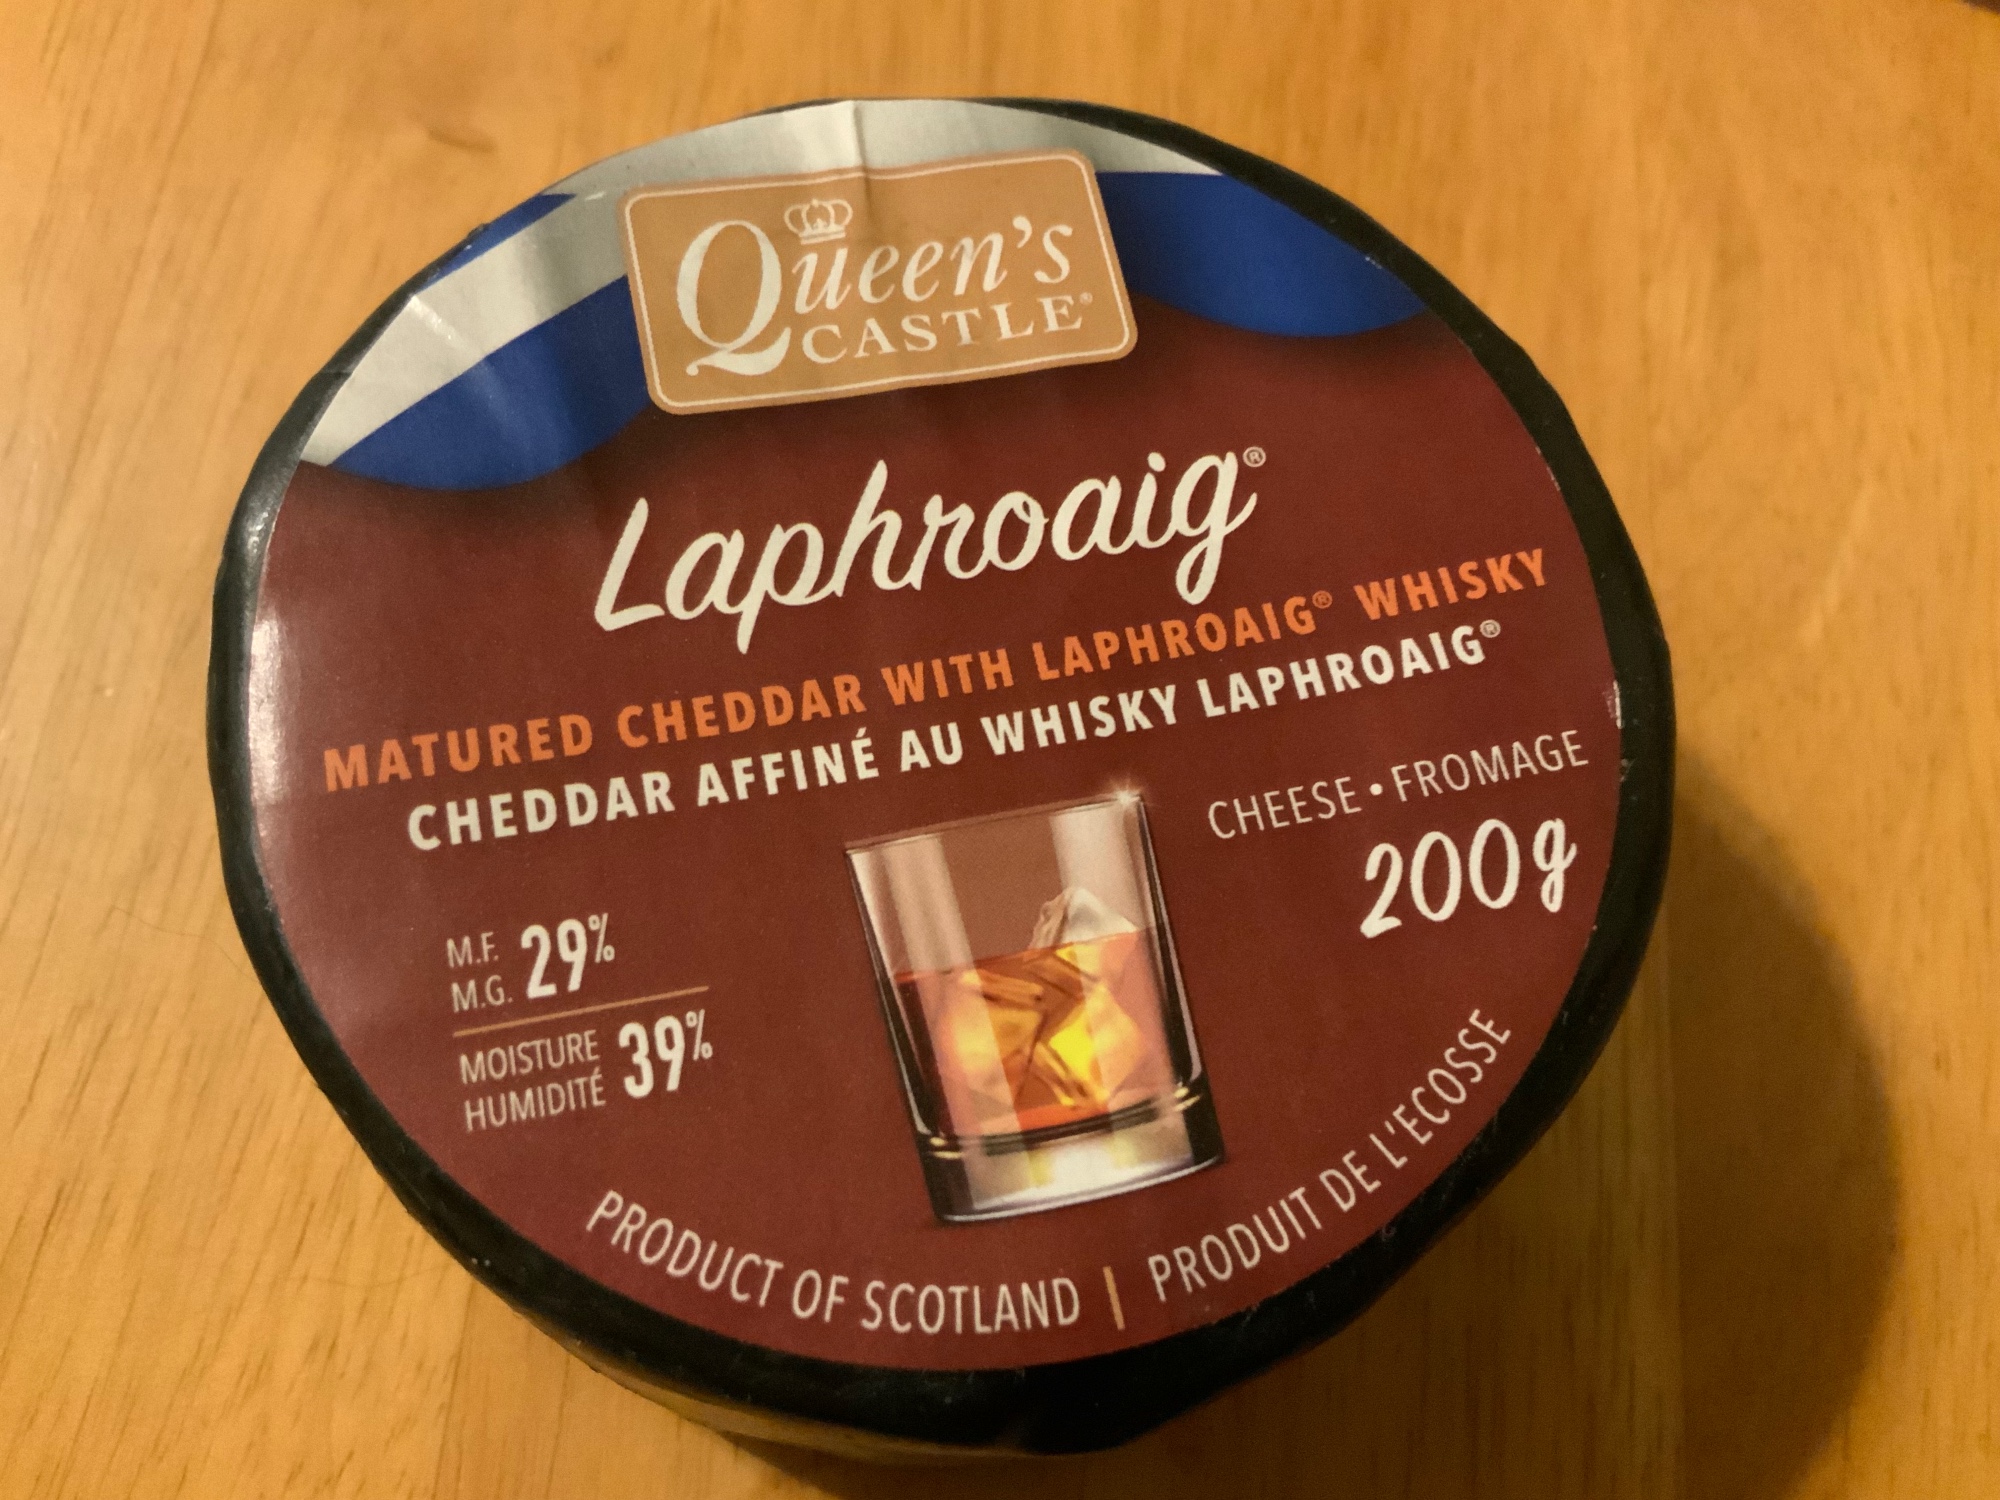 Queen's
CASTLE®
Laphroaig®
MATURED CHEDDAR WITH LAPHROAIG® WHISKY
CHEDDAR AFFINÉ AU WHISKY LAPHROAIG®
CHEESE • FROMAGE
200g
M.F.
M.G. 29%
MOISTURE
HUMIDITÉ 39%
PRODUCT OF SCOTLAND | PRODUIT DE L'ECOSSE